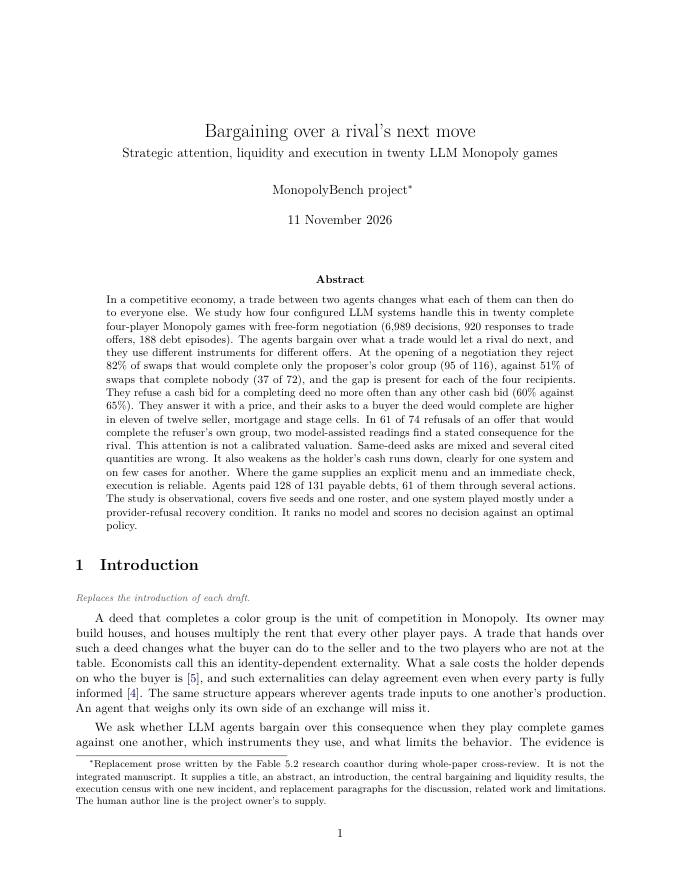 Bargaining over a rival's next move
Strategic attention, liquidity and execution in twenty LLM Monopoly games
MonopolyBench project*
11 November 2026
Abstract
In a competitive economy, a trade between two agents changes what each of them can then do
to everyone else. We study how four configured LLM systems handle this in twenty complete
four-player Monopoly games with free-form negotiation (6,989 decisions, 920 responses to trade
offers, 188 debt episodes). The agents bargain over what a trade would let a rival do next, and
they use different instruments for different offers. At the opening of a negotiation they reject
82% of swaps that would complete only the proposer's color group (95 of 116), against 51% of
swaps that complete nobody (37 of 72), and the gap is present for each of the four recipients.
They refuse a cash bid for a completing deed no more often than any other cash bid (60% against
65%). They answer it with a price, and their asks to a buyer the deed would complete are higher
in eleven of twelve seller, mortgage and stage cells. In 61 of 74 refusals of an offer that would
complete the refuser's own group, two model-assisted readings find a stated consequence for the
rival. This attention is not a calibrated valuation. Same-deed asks are mixed and several cited
quantities are wrong. It also weakens as the holder's cash runs down, clearly for one system and
on few cases for another. Where the game supplies an explicit menu and an immediate check,
execution is reliable. Agents paid 128 of 131 payable debts, 61 of them through several actions.
The study is observational, covers five seeds and one roster, and one system played mostly under a
provider-refusal recovery condition. It ranks no model and scores no decision against an optimal
policy.
1 Introduction
Replaces the introduction of each draft.
A deed that completes a color group is the unit of competition in Monopoly. Its owner may
build houses, and houses multiply the rent that every other player pays. A trade that hands over
such a deed changes what the buyer can do to the seller and to the two players who are not at the
table. Economists call this an identity-dependent externality. What a sale costs the holder depends
on who the buyer is [5], and such externalities can delay agreement even when every party is fully
informed [4]. The same structure appears wherever agents trade inputs to one another's production.
An agent that weighs only its own side of an exchange will miss it.
We ask whether LLM agents bargain over this consequence when they play complete games
against one another, which instruments they use, and what limits the behavior. The evidence is
*Replacement prose written by the Fable 5.2 research coauthor during whole-paper cross-review. It is not the
integrated manuscript. It supplies a title, an abstract, an introduction, the central bargaining and liquidity results, the
execution census with one new incident, and replacement paragraphs for the discussion, related work and limitations.
The human author line is the project owner's to supply.
1